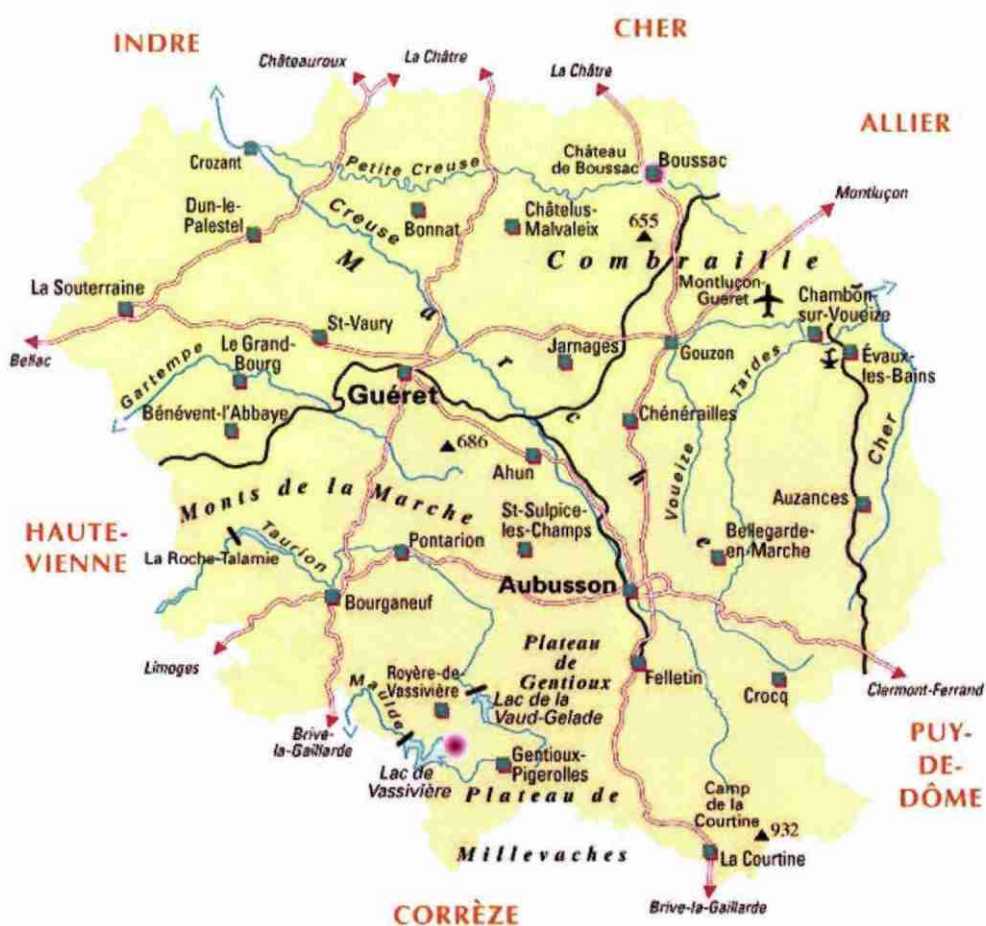 INDRE
CHER
Châteauroux
La Châtre
La Châtre
ALLIER
Crozant
Petite Creuse
Château
de Boussac
Boussac
Montluçon
Dun-le-
Palestel
Creuse
Bonnat
Châtelus-
Malvaleix
655
Combraille
Marche
La Souterraine
Montluçon-
Guéret
Chambon-
sur-Voueize
St-Vaury
Bellac
Gartempe
Le Grand-
Bourg
Jarnages
Gouzon
Tardes
Évaux-
les-Bains
Guéret
Bénévent-l'Abbaye
Chénérailles
Cher
686
Ahun
Voueize
Monts de la Marche
Auzances
HAUTE-
VIENNE
St-Sulpice-
les-Champs
Bellegarde-
en-Marche
Taurion
La Roche-Talamie
Pontarion
Aubusson
Bourganeuf
Limoges
Plateau
de
Gentioux
Felletin
Crocq
Clermont-Ferrand
Royère-de-
Vassivière
Maulde
Lac de la
Vaud-Gelade
Brive-
la-Gaillarde
PUY-
DE-
DÔME
Lac de
Vassivière
Gentioux-
Pigerolles
Plateau de
Millevaches
Camp
de la
Courtine
932
La Courtine
CORRÈZE
Brive-la-Gaillarde